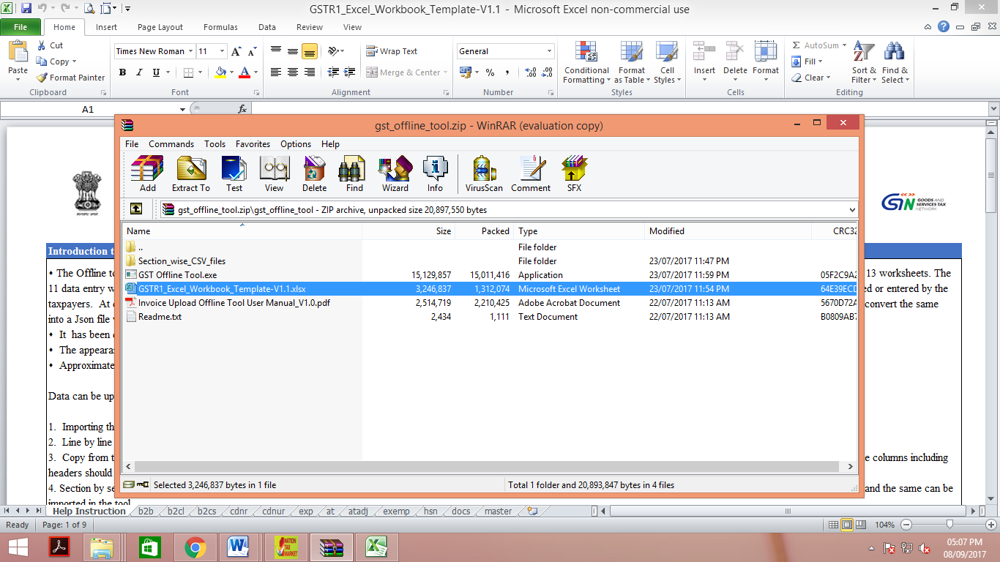 GSTR1_Excel_Workbook_Template-V1.1 - Microsoft Excel non-commercial use
File Home Insert Page Layout Formulas Data Review View
Paste
Cut
Copy
Format Painter
Clipboard
Times New Roman 11
B I U
Font
Wrap Text
Merge & Center
Alignment
General
% ,
Number
Conditional Formatting
Format as Table
Cell Styles
Styles
Insert Delete Format
Cells
AutoSum
Fill
Clear
Sort & Filter
Find & Select
Editing
A1 fx
gst_offline_tool.zip - WinRAR (evaluation copy)
File Commands Tools Favorites Options Help
Add Extract To Test View Delete Find Wizard Info VirusScan Comment SFX
gst_offline_tool.zip\gst_offline_tool - ZIP archive, unpacked size 20,897,550 bytes
Name Size Packed Type Modified CRC32
.. File folder
Section_wise_CSV_files File folder 23/07/2017 11:47 PM
GST Offline Tool.exe 15,129,857 15,011,416 Application 23/07/2017 11:59 PM 05F2C9A2
GSTR1_Excel_Workbook_Template-V1.1.xlsx 3,246,837 1,312,074 Microsoft Excel Worksheet 23/07/2017 11:54 PM 64E39ECD
Invoice Upload Offline Tool User Manual_V1.0.pdf 2,514,719 2,210,425 Adobe Acrobat Document 22/07/2017 11:13 AM 5670D72A
Readme.txt 2,434 1,111 Text Document 22/07/2017 11:13 AM B0809AB7
Selected 3,246,837 bytes in 1 file Total 1 folder and 20,893,847 bytes in 4 files
GSTN GOODS AND SERVICES TAX NETWORK
Introduction t
• The Offline to 13 worksheets. The
11 data entry w ed or entered by the
taxpayers. At convert the same
into a Json file
• It has been
• The appeara
• Approximate
Data can be up
1. Importing th
2. Line by line
3. Copy from t e columns including
headers should
4. Section by se and the same can be
imported in the tool
Help Instruction b2b b2cl b2cs cdnr cdnur exp at atadj exemp hsn docs master
Ready Page: 1 of 9 104%
NATION TAX MARKET
05:07 PM
08/09/2017